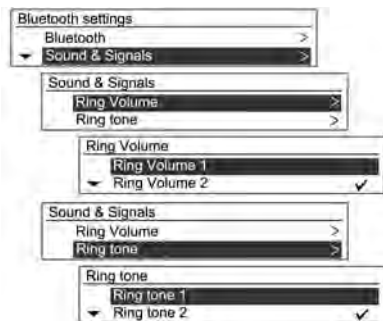 Bluetooth settings
Bluetooth >
Sound & Signals >
Sound & Signals
Ring Volume >
Ring tone >
Ring Volume
Ring Volume 1
Ring Volume 2 ✓
Sound & Signals
Ring Volume >
Ring tone >
Ring tone
Ring tone 1
Ring tone 2 ✓